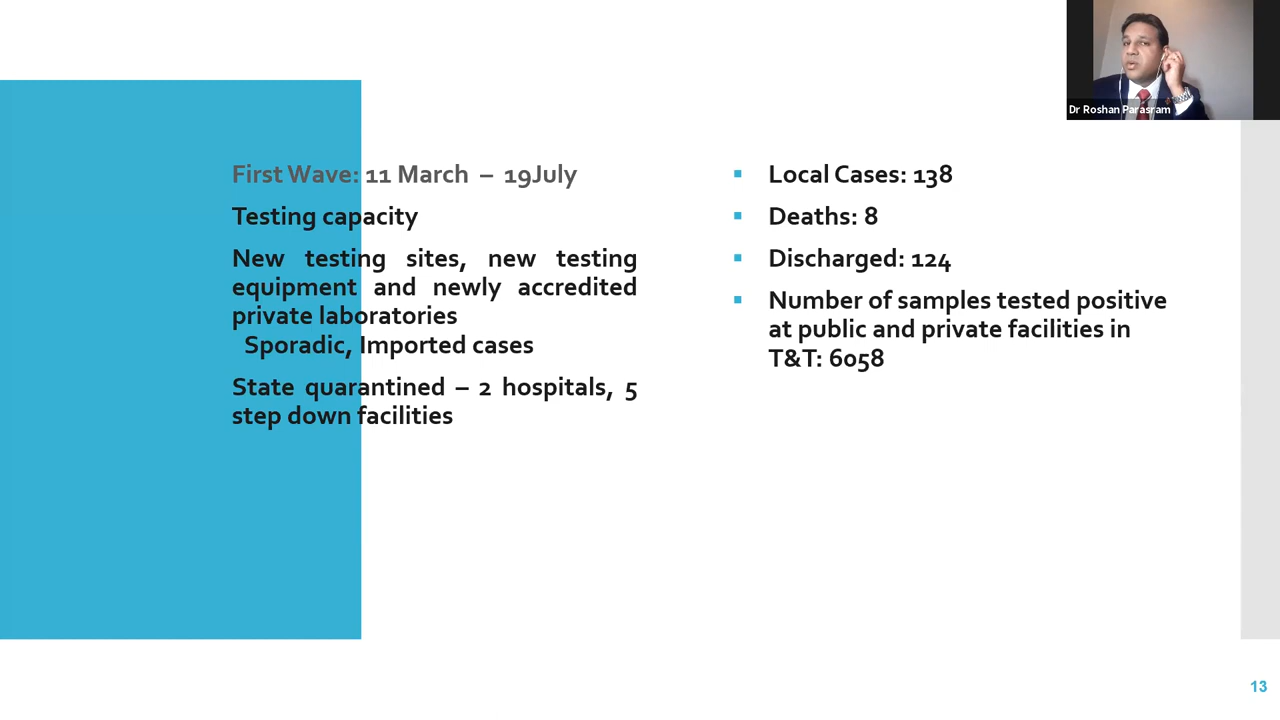 Dr Roshan Parasram
First Wave: 11 March – 19July
Testing capacity
New testing sites, new testing
equipment and newly accredited
private laboratories
Sporadic, Imported cases
State quarantined – 2 hospitals, 5
step down facilities
Local Cases: 138
Deaths: 8
Discharged: 124
Number of samples tested positive
at public and private facilities in
T&T: 6058
13